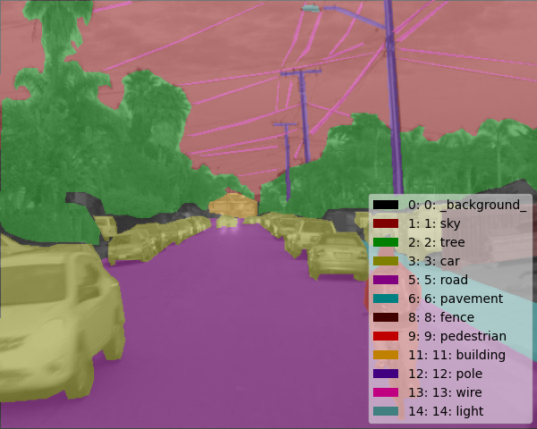 0: 0: _background_
1: 1: sky
2: 2: tree
3: 3: car
5: 5: road
6: 6: pavement
8: 8: fence
9: 9: pedestrian
11: 11: building
12: 12: pole
13: 13: wire
14: 14: light